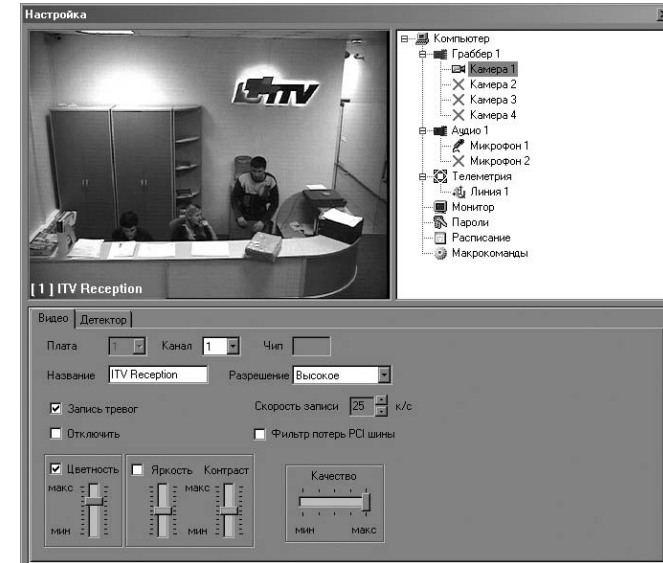 Настройка
ITV
[ 1 ] ITV Reception
Компьютер
Граббер 1
Камера 1
Камера 2
Камера 3
Камера 4
Аудио 1
Микрофон 1
Микрофон 2
Телеметрия
Линия 1
Монитор
Пароли
Расписание
Макрокоманды
Видео Детектор
Плата 1 Канал 1 Чип
Название ITV Reception Разрешение Высокое
Запись тревог Скорость записи 25 к/с
Отключить Фильтр потерь PCI шины
Цветность Яркость Контраст Качество
макс макс
мин мин мин макс